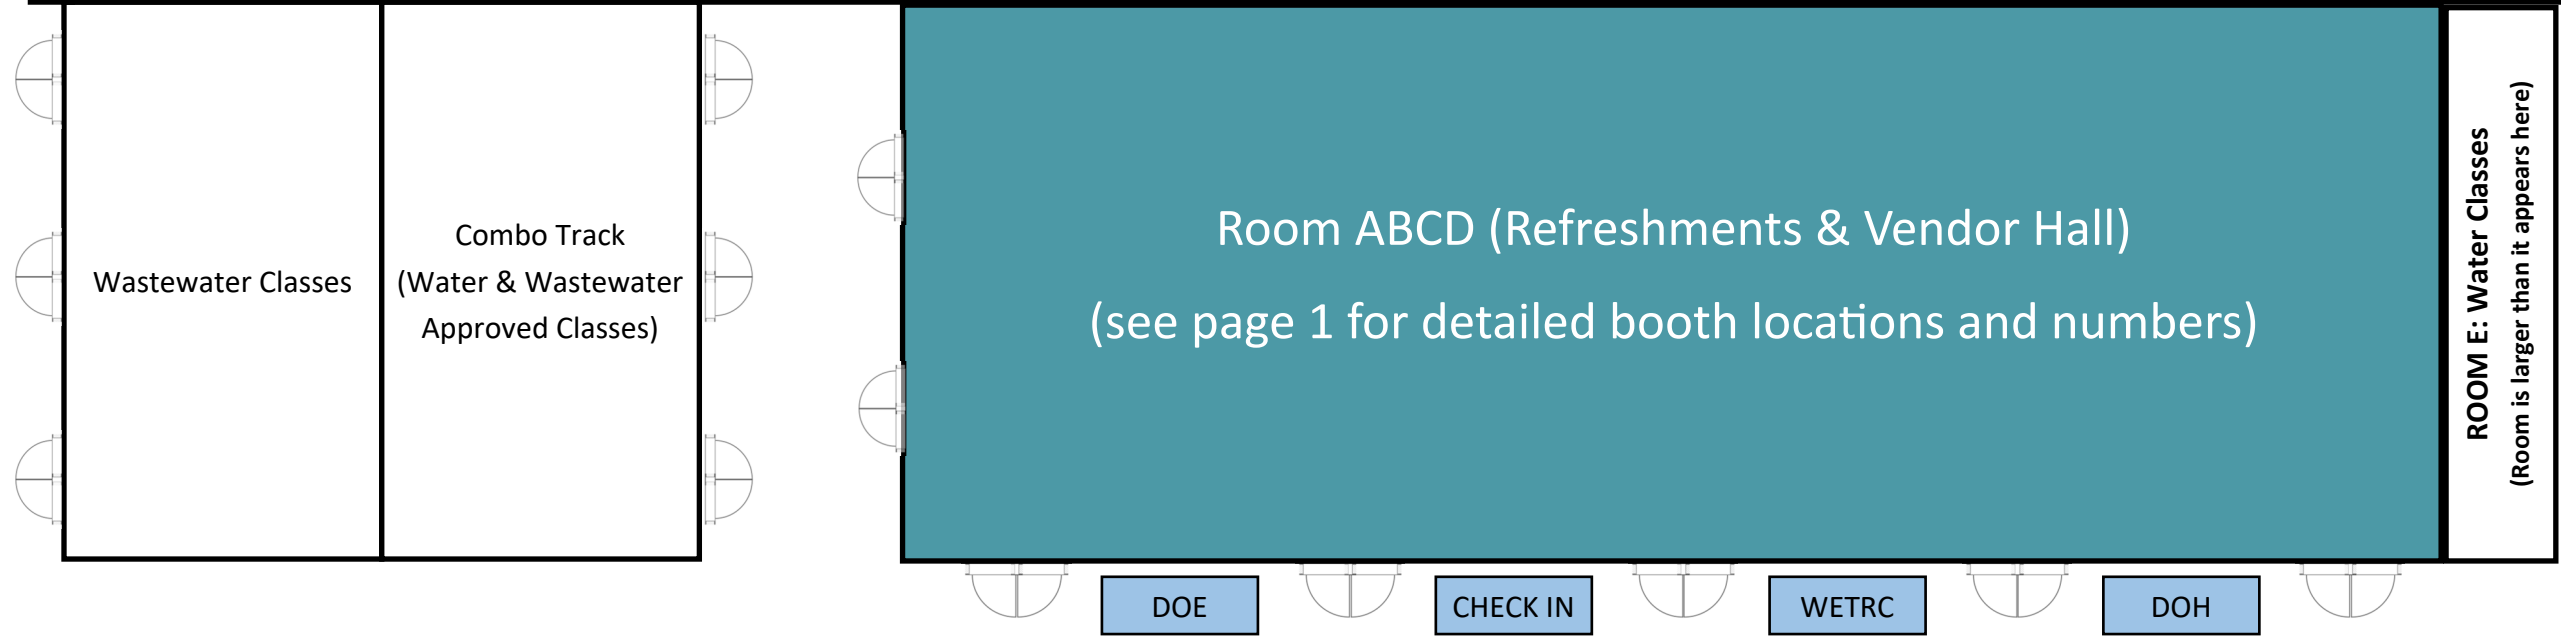 Wastewater Classes
Combo Track
(Water & Wastewater
Approved Classes)
Room ABCD (Refreshments & Vendor Hall)
(see page 1 for detailed booth locations and numbers)
ROOM E: Water Classes
(Room is larger than it appears here)
DOE
CHECK IN
WETRC
DOH